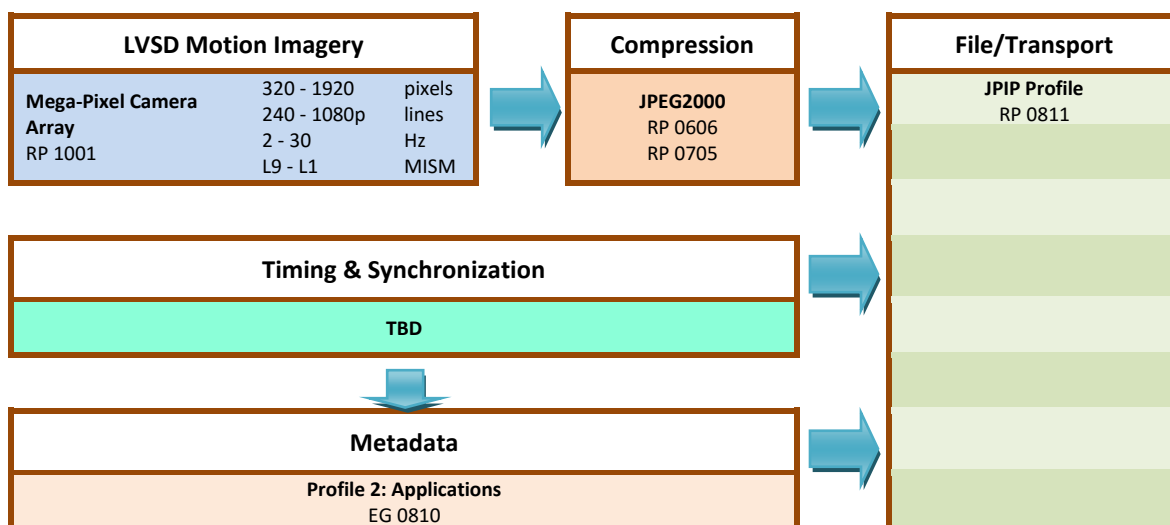 LVSD Motion Imagery
Mega-Pixel Camera
Array
RP 1001
320 - 1920 pixels
240 - 1080p lines
2 - 30 Hz
L9 - L1 MISM
Compression
JPEG2000
RP 0606
RP 0705
File/Transport
JPIP Profile
RP 0811
Timing & Synchronization
TBD
Metadata
Profile 2: Applications
EG 0810